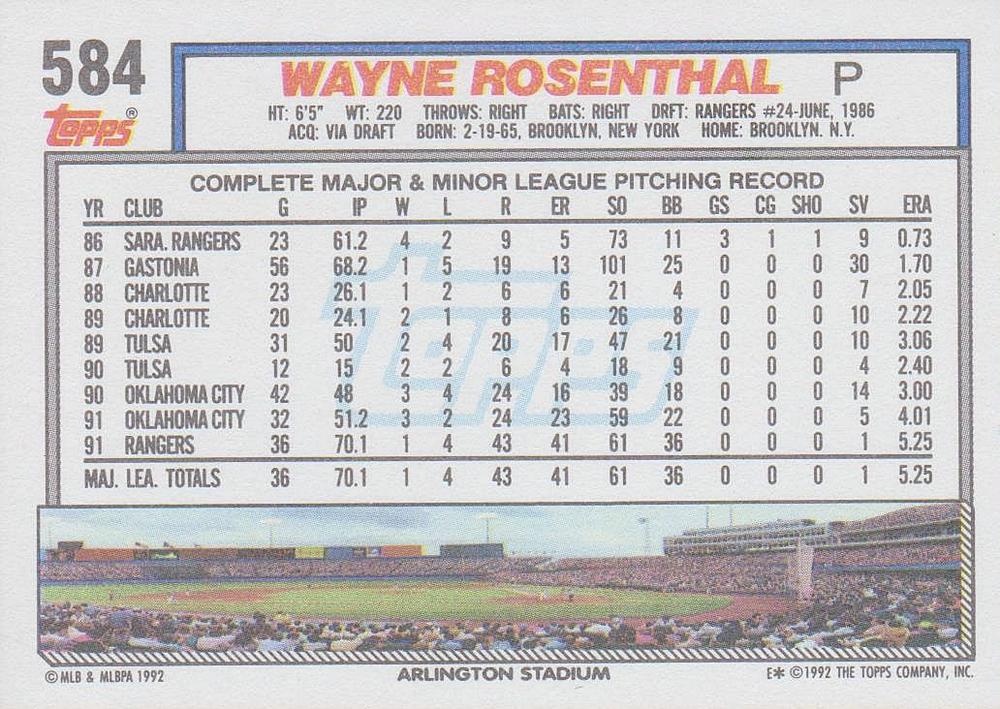 584
WAYNE ROSENTHAL P
Topps®
HT: 6'5" WT: 220 THROWS: RIGHT BATS: RIGHT DRFT: RANGERS #24-JUNE, 1986
ACQ: VIA DRAFT BORN: 2-19-65, BROOKLYN, NEW YORK HOME: BROOKLYN. N.Y.
COMPLETE MAJOR & MINOR LEAGUE PITCHING RECORD
YR CLUB G IP W L R ER SO BB GS CG SHO SV ERA
86 SARA. RANGERS 23 61.2 4 2 9 5 73 11 3 1 1 9 0.73
87 GASTONIA 56 68.2 1 5 19 13 101 25 0 0 0 30 1.70
88 CHARLOTTE 23 26.1 1 2 6 6 21 4 0 0 0 7 2.05
89 CHARLOTTE 20 24.1 2 1 8 6 26 8 0 0 0 10 2.22
89 TULSA 31 50 2 4 20 17 47 21 0 0 0 10 3.06
90 TULSA 12 15 2 2 6 4 18 9 0 0 0 4 2.40
90 OKLAHOMA CITY 42 48 3 4 24 16 39 18 0 0 0 14 3.00
91 OKLAHOMA CITY 32 51.2 3 2 24 23 59 22 0 0 0 5 4.01
91 RANGERS 36 70.1 1 4 43 41 61 36 0 0 0 1 5.25
MAJ. LEA. TOTALS 36 70.1 1 4 43 41 61 36 0 0 0 1 5.25
Topps
©MLB & MLBPA 1992 ARLINGTON STADIUM E* ©1992 THE TOPPS COMPANY, INC.